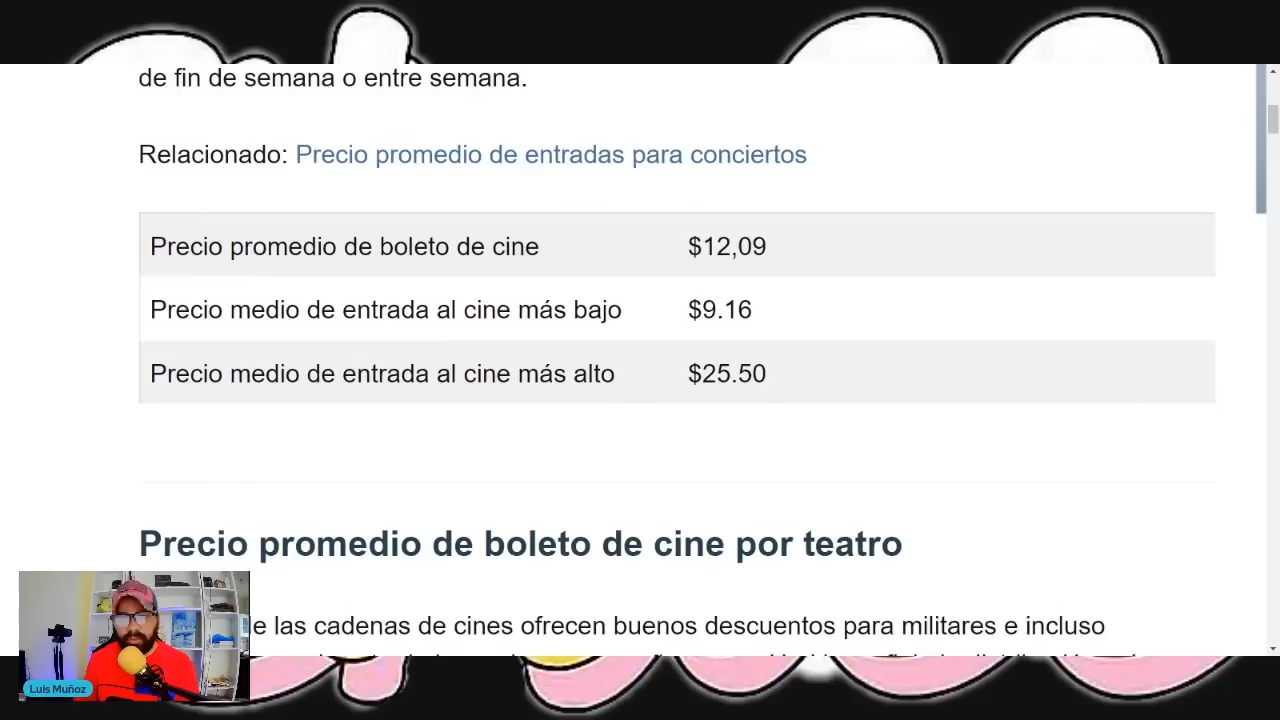 de fin de semana o entre semana.
Relacionado: Precio promedio de entradas para conciertos
Precio promedio de boleto de cine $12,09
Precio medio de entrada al cine más bajo $9.16
Precio medio de entrada al cine más alto $25.50
Precio promedio de boleto de cine por teatro
e las cadenas de cines ofrecen buenos descuentos para militares e incluso
Luis Muñoz